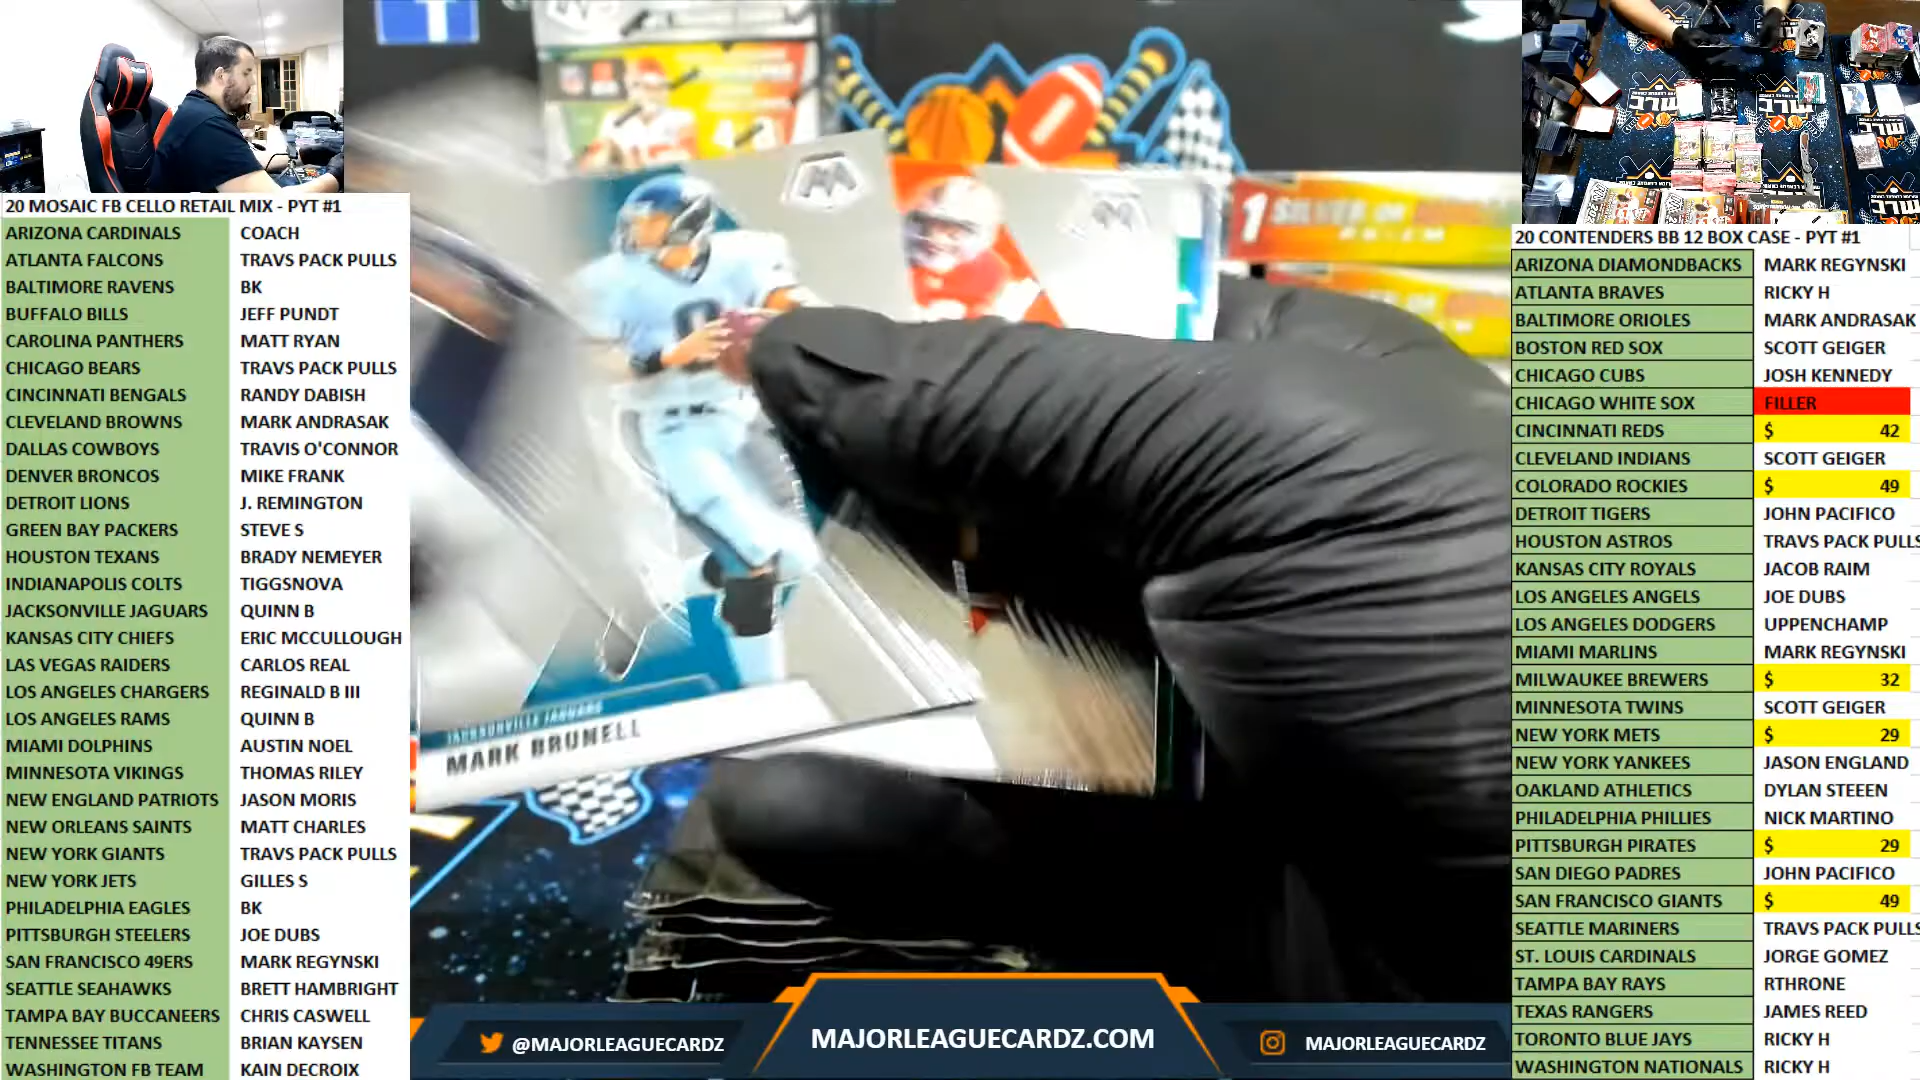 20 MOSAIC FB CELLO RETAIL MIX - PYT #1
ARIZONA CARDINALS COACH
ATLANTA FALCONS TRAVS PACK PULLS
BALTIMORE RAVENS BK
BUFFALO BILLS JEFF PUNDT
CAROLINA PANTHERS MATT RYAN
CHICAGO BEARS TRAVS PACK PULLS
CINCINNATI BENGALS RANDY DABISH
CLEVELAND BROWNS MARK ANDRASAK
DALLAS COWBOYS TRAVIS O'CONNOR
DENVER BRONCOS MIKE FRANK
DETROIT LIONS J. REMINGTON
GREEN BAY PACKERS STEVE S
HOUSTON TEXANS BRADY NEMEYER
INDIANAPOLIS COLTS TIGGSNOVA
JACKSONVILLE JAGUARS QUINN B
KANSAS CITY CHIEFS ERIC MCCULLOUGH
LAS VEGAS RAIDERS CARLOS REAL
LOS ANGELES CHARGERS REGINALD B III
LOS ANGELES RAMS QUINN B
MIAMI DOLPHINS AUSTIN NOEL
MINNESOTA VIKINGS THOMAS RILEY
NEW ENGLAND PATRIOTS JASON MORIS
NEW ORLEANS SAINTS MATT CHARLES
NEW YORK GIANTS TRAVS PACK PULLS
NEW YORK JETS GILLES S
PHILADELPHIA EAGLES BK
PITTSBURGH STEELERS JOE DUBS
SAN FRANCISCO 49ERS MARK REGYNSKI
SEATTLE SEAHAWKS BRETT HAMBRIGHT
TAMPA BAY BUCCANEERS CHRIS CASWELL
TENNESSEE TITANS BRIAN KAYSEN
WASHINGTON FB TEAM KAIN DECROIX
1 SILVER OR
JACKSONVILLE JAGUARS
MARK BRUNELL
@MAJORLEAGUECARDZ
MAJORLEAGUECARDZ.COM
MAJORLEAGUECARDZ
20 CONTENDERS BB 12 BOX CASE - PYT #1
ARIZONA DIAMONDBACKS MARK REGYNSKI
ATLANTA BRAVES RICKY H
BALTIMORE ORIOLES MARK ANDRASAK
BOSTON RED SOX SCOTT GEIGER
CHICAGO CUBS JOSH KENNEDY
CHICAGO WHITE SOX FILLER
CINCINNATI REDS $ 42
CLEVELAND INDIANS SCOTT GEIGER
COLORADO ROCKIES $ 49
DETROIT TIGERS JOHN PACIFICO
HOUSTON ASTROS TRAVS PACK PULLS
KANSAS CITY ROYALS JACOB RAIM
LOS ANGELES ANGELS JOE DUBS
LOS ANGELES DODGERS UPPENCHAMP
MIAMI MARLINS MARK REGYNSKI
MILWAUKEE BREWERS $ 32
MINNESOTA TWINS SCOTT GEIGER
NEW YORK METS $ 29
NEW YORK YANKEES JASON ENGLAND
OAKLAND ATHLETICS DYLAN STEEEN
PHILADELPHIA PHILLIES NICK MARTINO
PITTSBURGH PIRATES $ 29
SAN DIEGO PADRES JOHN PACIFICO
SAN FRANCISCO GIANTS $ 49
SEATTLE MARINERS TRAVS PACK PULLS
ST. LOUIS CARDINALS JORGE GOMEZ
TAMPA BAY RAYS RTHRONE
TEXAS RANGERS JAMES REED
TORONTO BLUE JAYS RICKY H
WASHINGTON NATIONALS RICKY H